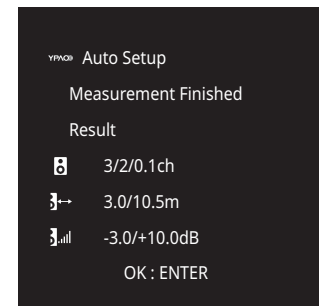 YPAO Auto Setup
Measurement Finished
Result
3/2/0.1ch
3.0/10.5m
-3.0/+10.0dB
OK : ENTER